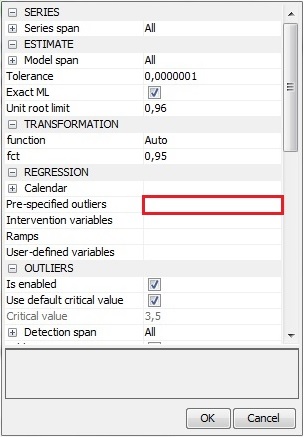 SERIES
Series span All
ESTIMATE
Model span All
Tolerance 0,0000001
Exact ML
Unit root limit 0,96
TRANSFORMATION
function Auto
fct 0,95
REGRESSION
Calendar
Pre-specified outliers
Intervention variables
Ramps
User-defined variables
OUTLIERS
Is enabled
Use default critical value
Critical value 3,5
Detection span All
OK Cancel